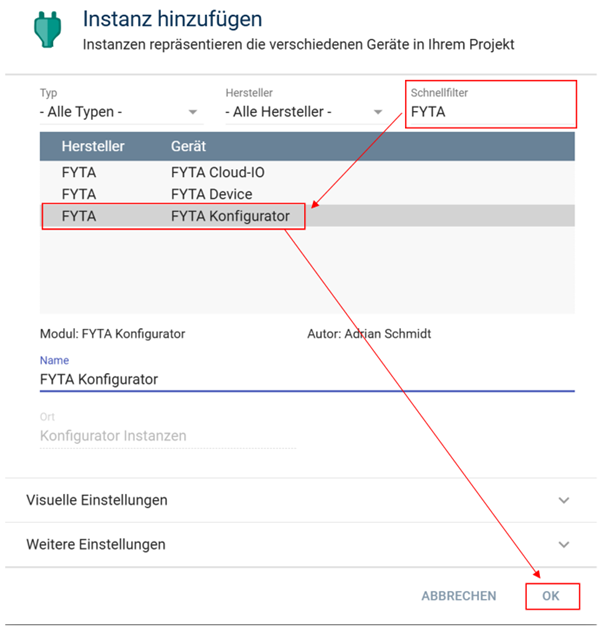 Instanz hinzufügen
Instanzen repräsentieren die verschiedenen Geräte in Ihrem Projekt
Typ Hersteller Schnellfilter
- Alle Typen - - Alle Hersteller - FYTA
Hersteller Gerät
FYTA FYTA Cloud-IO
FYTA FYTA Device
FYTA FYTA Konfigurator
Modul: FYTA Konfigurator Autor: Adrian Schmidt
Name
FYTA Konfigurator
Ort
Konfigurator Instanzen
Visuelle Einstellungen
Weitere Einstellungen
ABBRECHEN OK